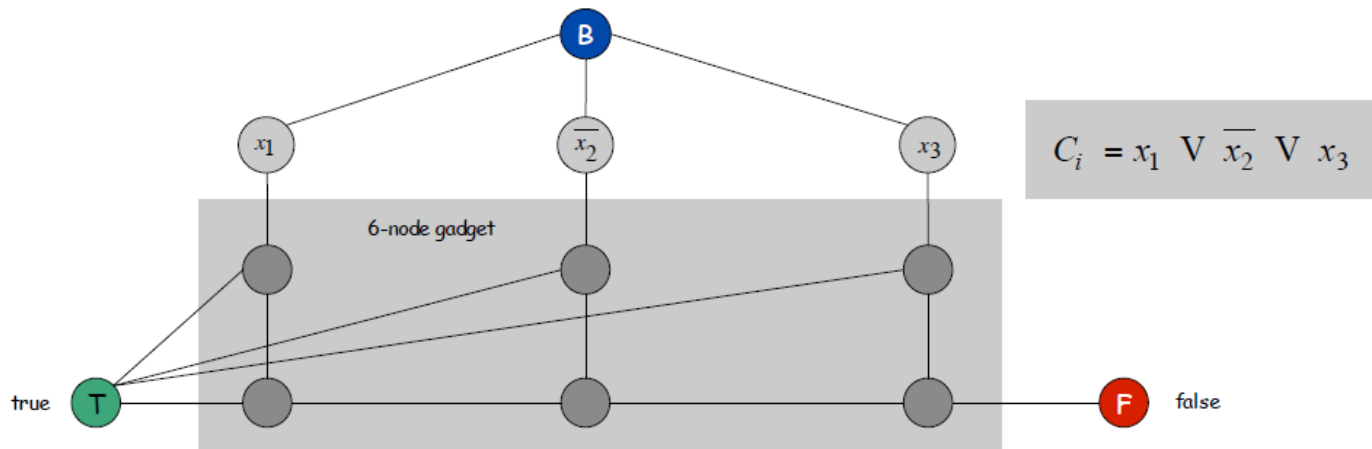 B
x₁
x̄₂
x₃
Cᵢ = x₁ V x̄₂ V x₃
6-node gadget
true
T
F
false